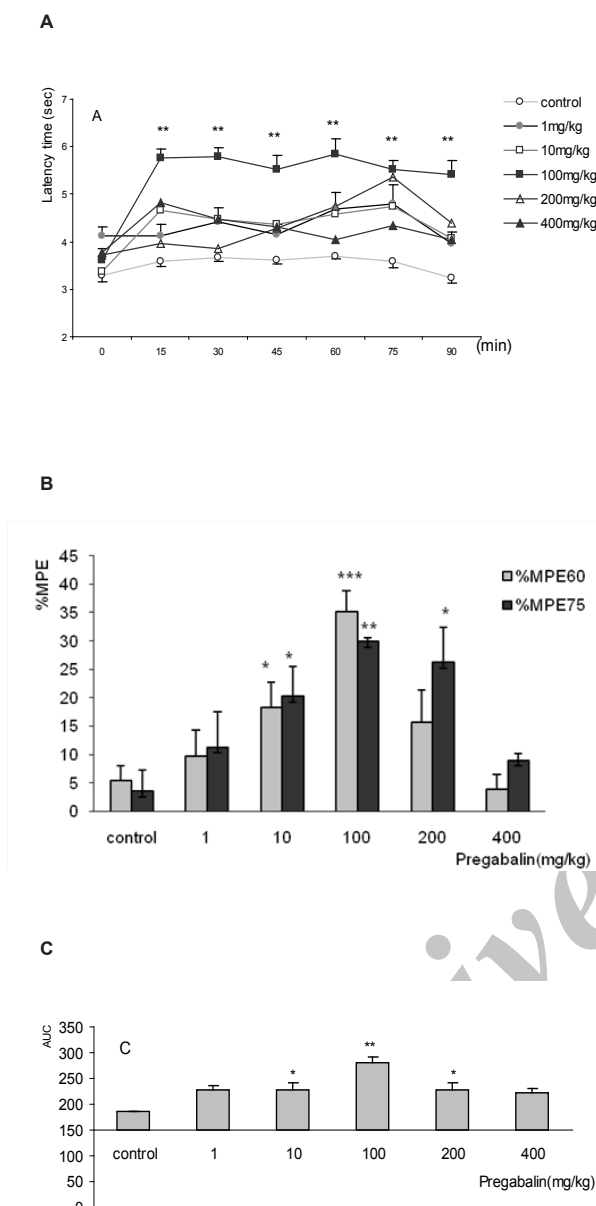 A
Latency time (sec)
A
7
6
5
4
3
2
** ** ** ** ** **
0 15 30 45 60 75 90
(min)
control
1mg/kg
10mg/kg
100mg/kg
200mg/kg
400mg/kg
B
%MPE
45
40
35
30
25
20
15
10
5
0
* * *** ** *
%MPE60
%MPE75
control 1 10 100 200 400
Pregabalin(mg/kg)
ive
C
AUC
C
350
300
250
200
150
100
50
0
* ** *
control 1 10 100 200 400
Pregabalin(mg/kg)